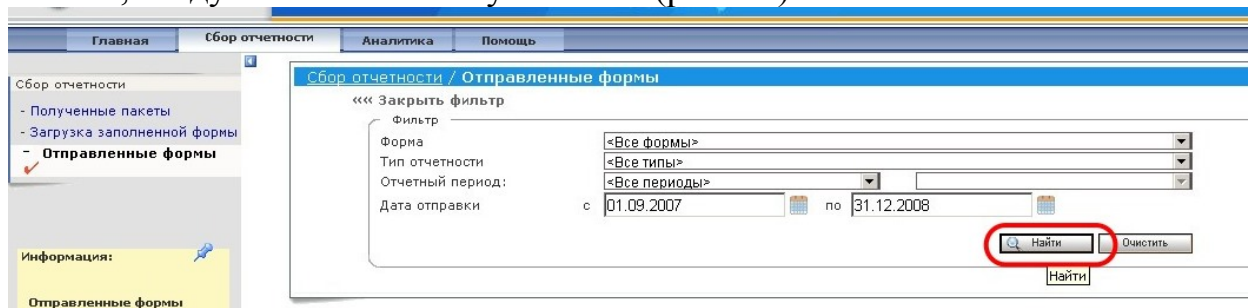 Главная Сбор отчетности Аналитика Помощь
Сбор отчетности
- Полученные пакеты
- Загрузка заполненной формы
- Отправленные формы
Информация:
Отправленные формы
Сбор отчетности / Отправленные формы
«« Закрыть фильтр
Фильтр
Форма <Все формы>
Тип отчетности <Все типы>
Отчетный период: <Все периоды>
Дата отправки с 01.09.2007 по 31.12.2008
Найти Очистить
Найти